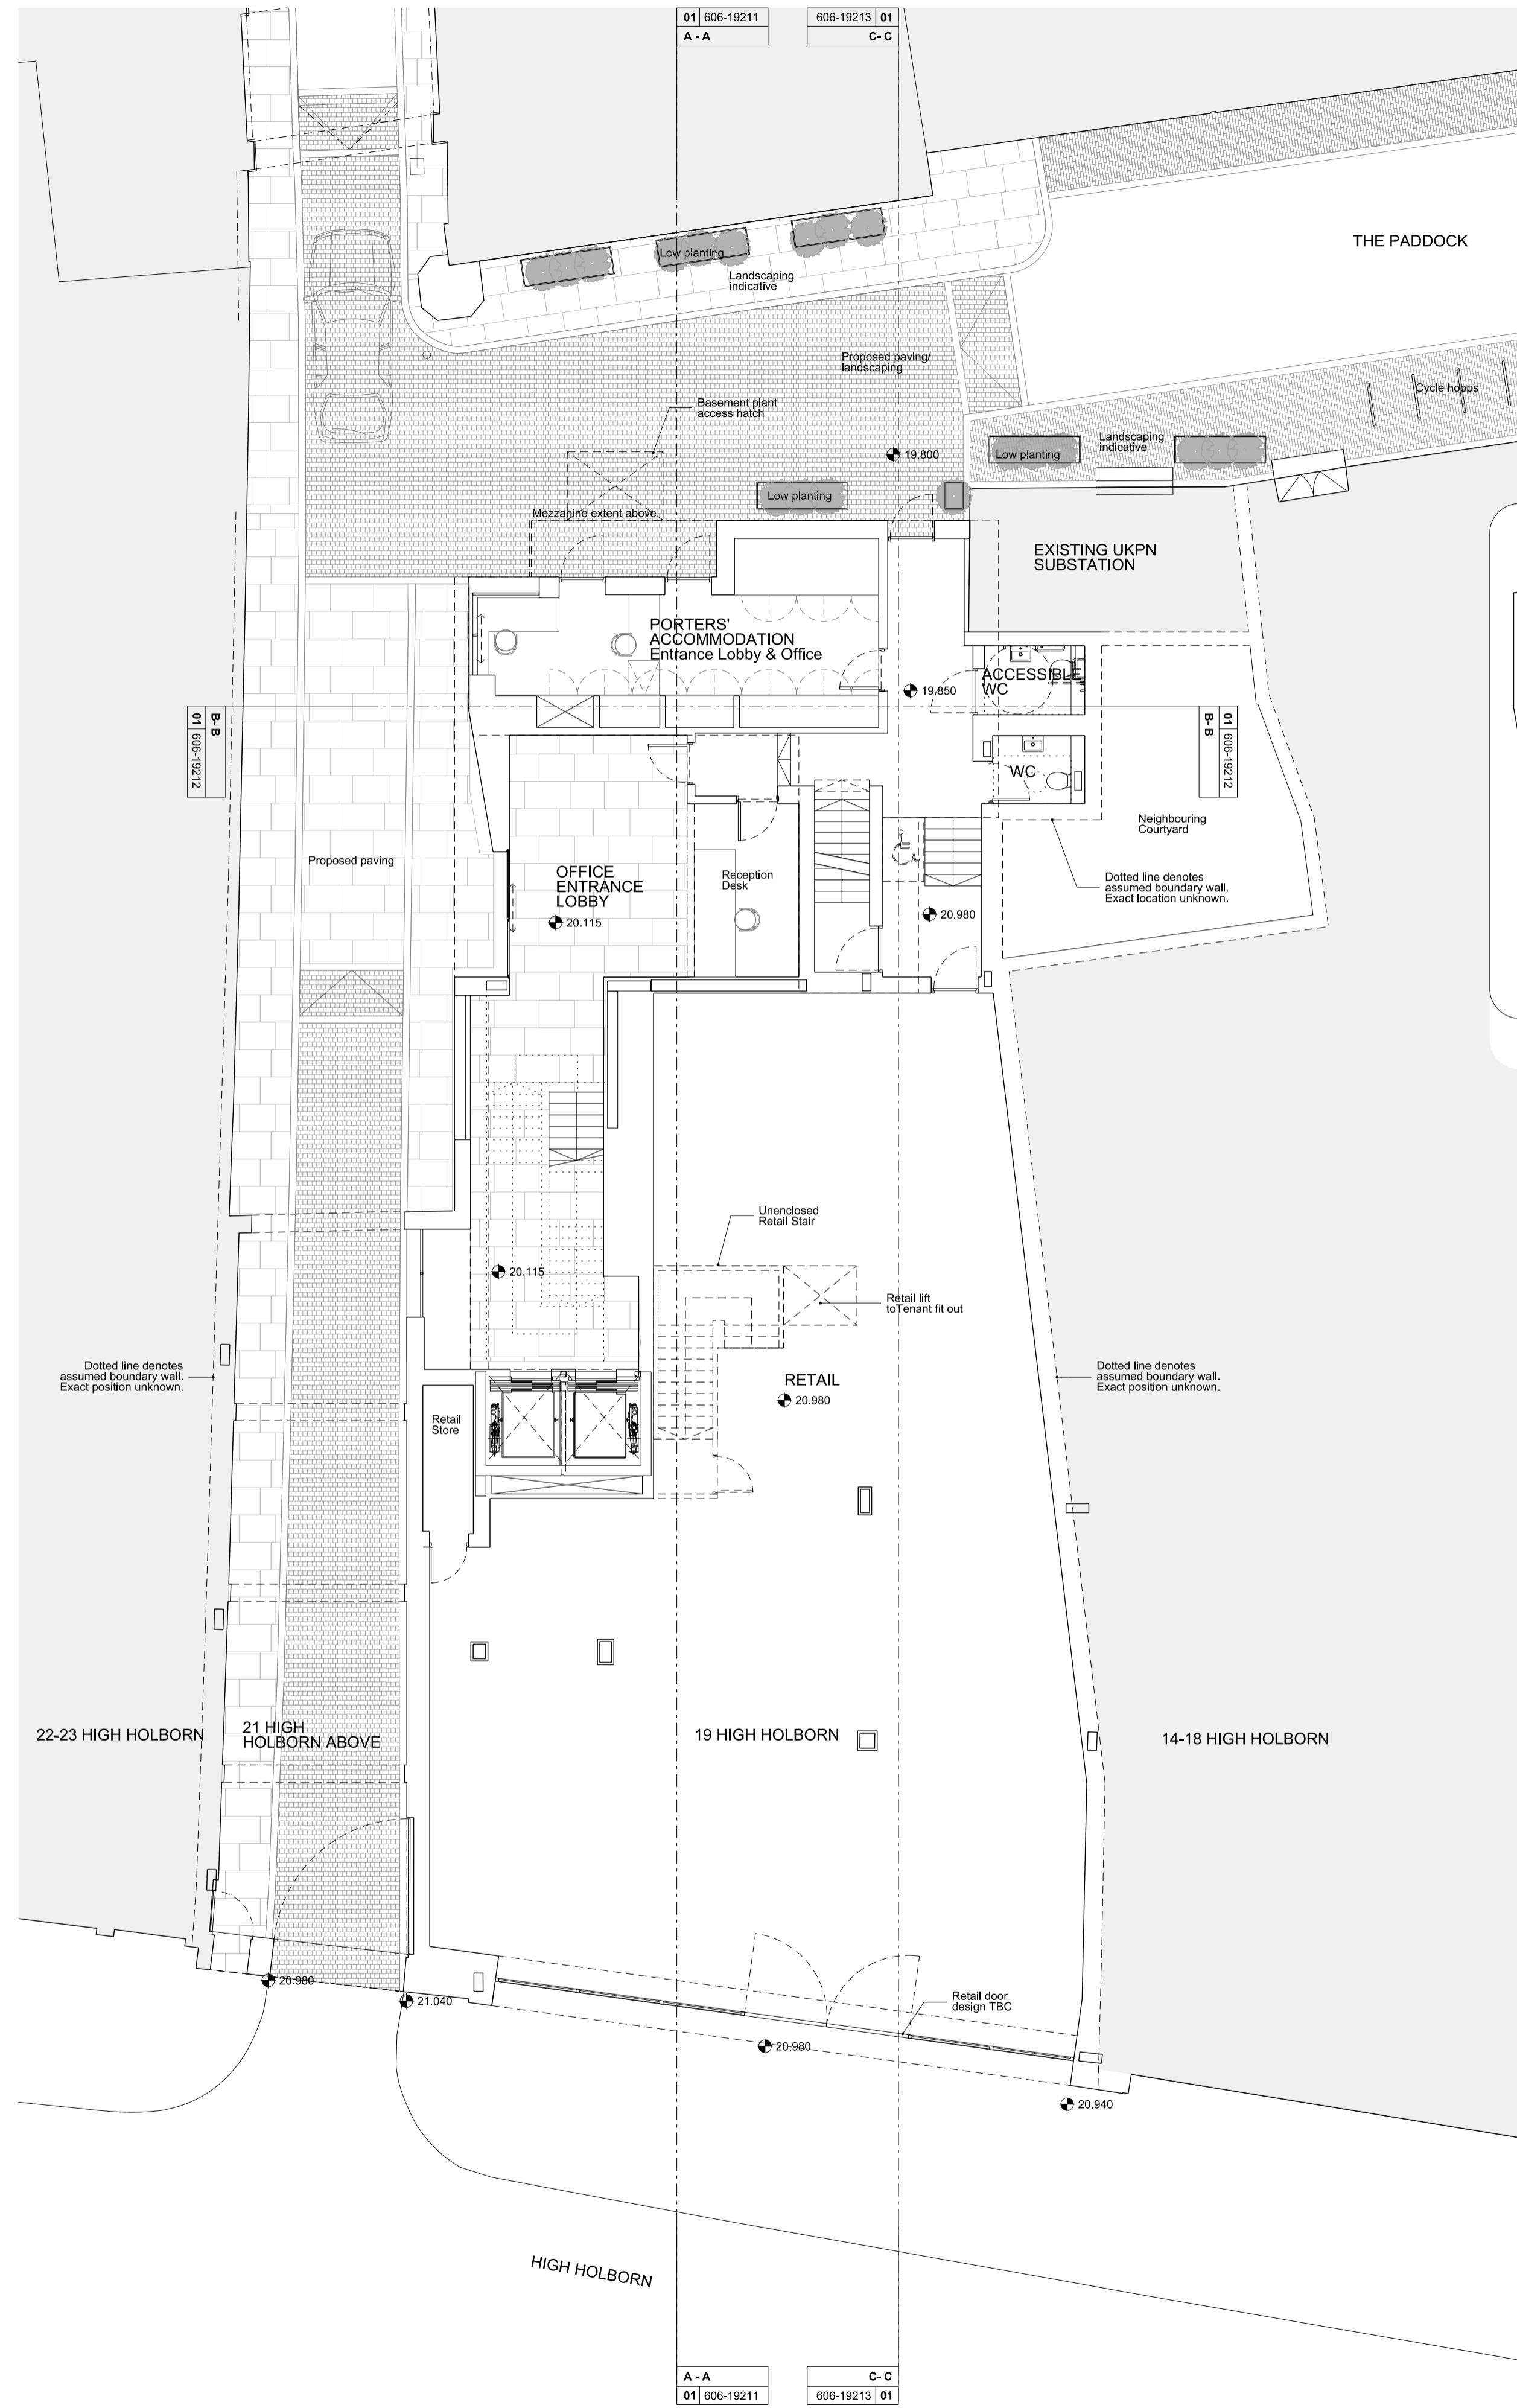 01 606-19211
A - A
606-19213 01
C- C
THE PADDOCK
Low planting
Landscaping
indicative
Proposed paving/
landscaping
Cycle hoops
Basement plant
access hatch
19.800
Landscaping
indicative
Low planting
Low planting
Mezzanine extent above
EXISTING UKPN
SUBSTATION
PORTERS'
ACCOMMODATION
Entrance Lobby & Office
ACCESSIBLE
WC
19.850
B- B
01 606-19212
01 606-19212
B- B
WC
Neighbouring
Courtyard
Proposed paving
OFFICE
ENTRANCE
LOBBY
20.115
Reception
Desk
Dotted line denotes
assumed boundary wall.
Exact location unknown.
20.980
Unenclosed
Retail Stair
20.115
Retail lift
toTenant fit out
Dotted line denotes
assumed boundary wall.
Exact position unknown.
RETAIL
20.980
Dotted line denotes
assumed boundary wall.
Exact position unknown.
Retail
Store
22-23 HIGH HOLBORN
21 HIGH
HOLBORN ABOVE
19 HIGH HOLBORN
14-18 HIGH HOLBORN
20.980
21.040
Retail door
design TBC
20.980
20.940
HIGH HOLBORN
A - A
01 606-19211
C- C
606-19213 01